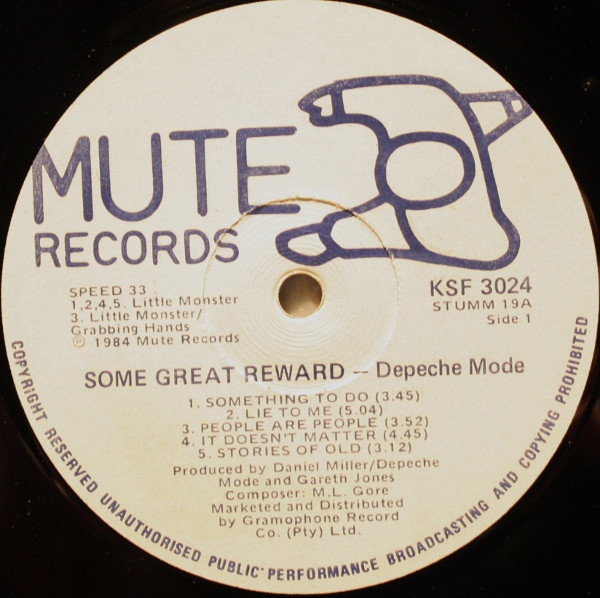 MUTE
RECORDS
SPEED 33
1,2,4,5. Little Monster
3. Little Monster/
Grabbing Hands
℗ 1984 Mute Records
KSF 3024
STUMM 19A
Side 1
SOME GREAT REWARD — Depeche Mode
1. SOMETHING TO DO (3.45)
2. LIE TO ME (5.04)
3. PEOPLE ARE PEOPLE (3.52)
4. IT DOESN'T MATTER (4.45)
5. STORIES OF OLD (3.12)
Produced by Daniel Miller/Depeche
Mode and Gareth Jones
Composer: M.L. Gore
Marketed and Distributed
by Gramophone Record
Co. (Pty) Ltd.
COPYRIGHT RESERVED UNAUTHORISED PUBLIC PERFORMANCE BROADCASTING AND COPYING PROHIBITED